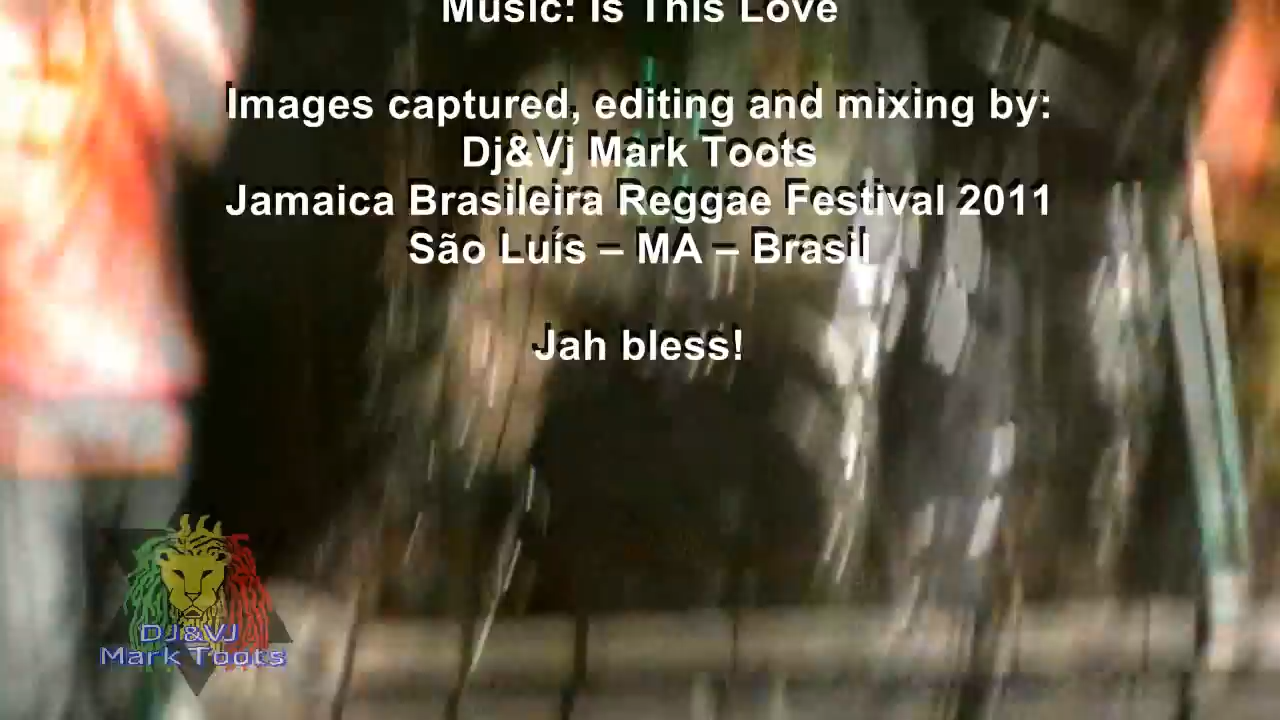 Music: Is This Love
Images captured, editing and mixing by:
Dj&Vj Mark Toots
Jamaica Brasileira Reggae Festival 2011
São Luís – MA – Brasil
Jah bless!
DJ&VJ
Mark Toots